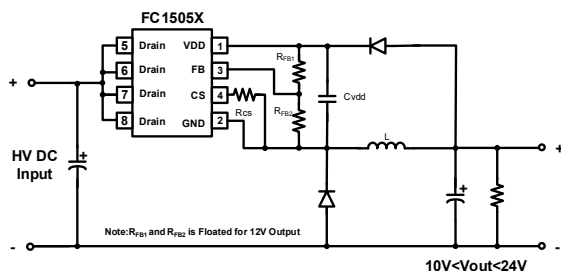 FC1505X
5 Drain VDD 1
6 Drain FB 3
7 Drain CS 4
8 Drain GND 2
RFB1
RFB2
Rcs
Cvdd
L
+
HV DC
Input
-
+
+
+
-
Note:RFB1 and RFB2 is Floated for 12V Output
10V<Vout<24V